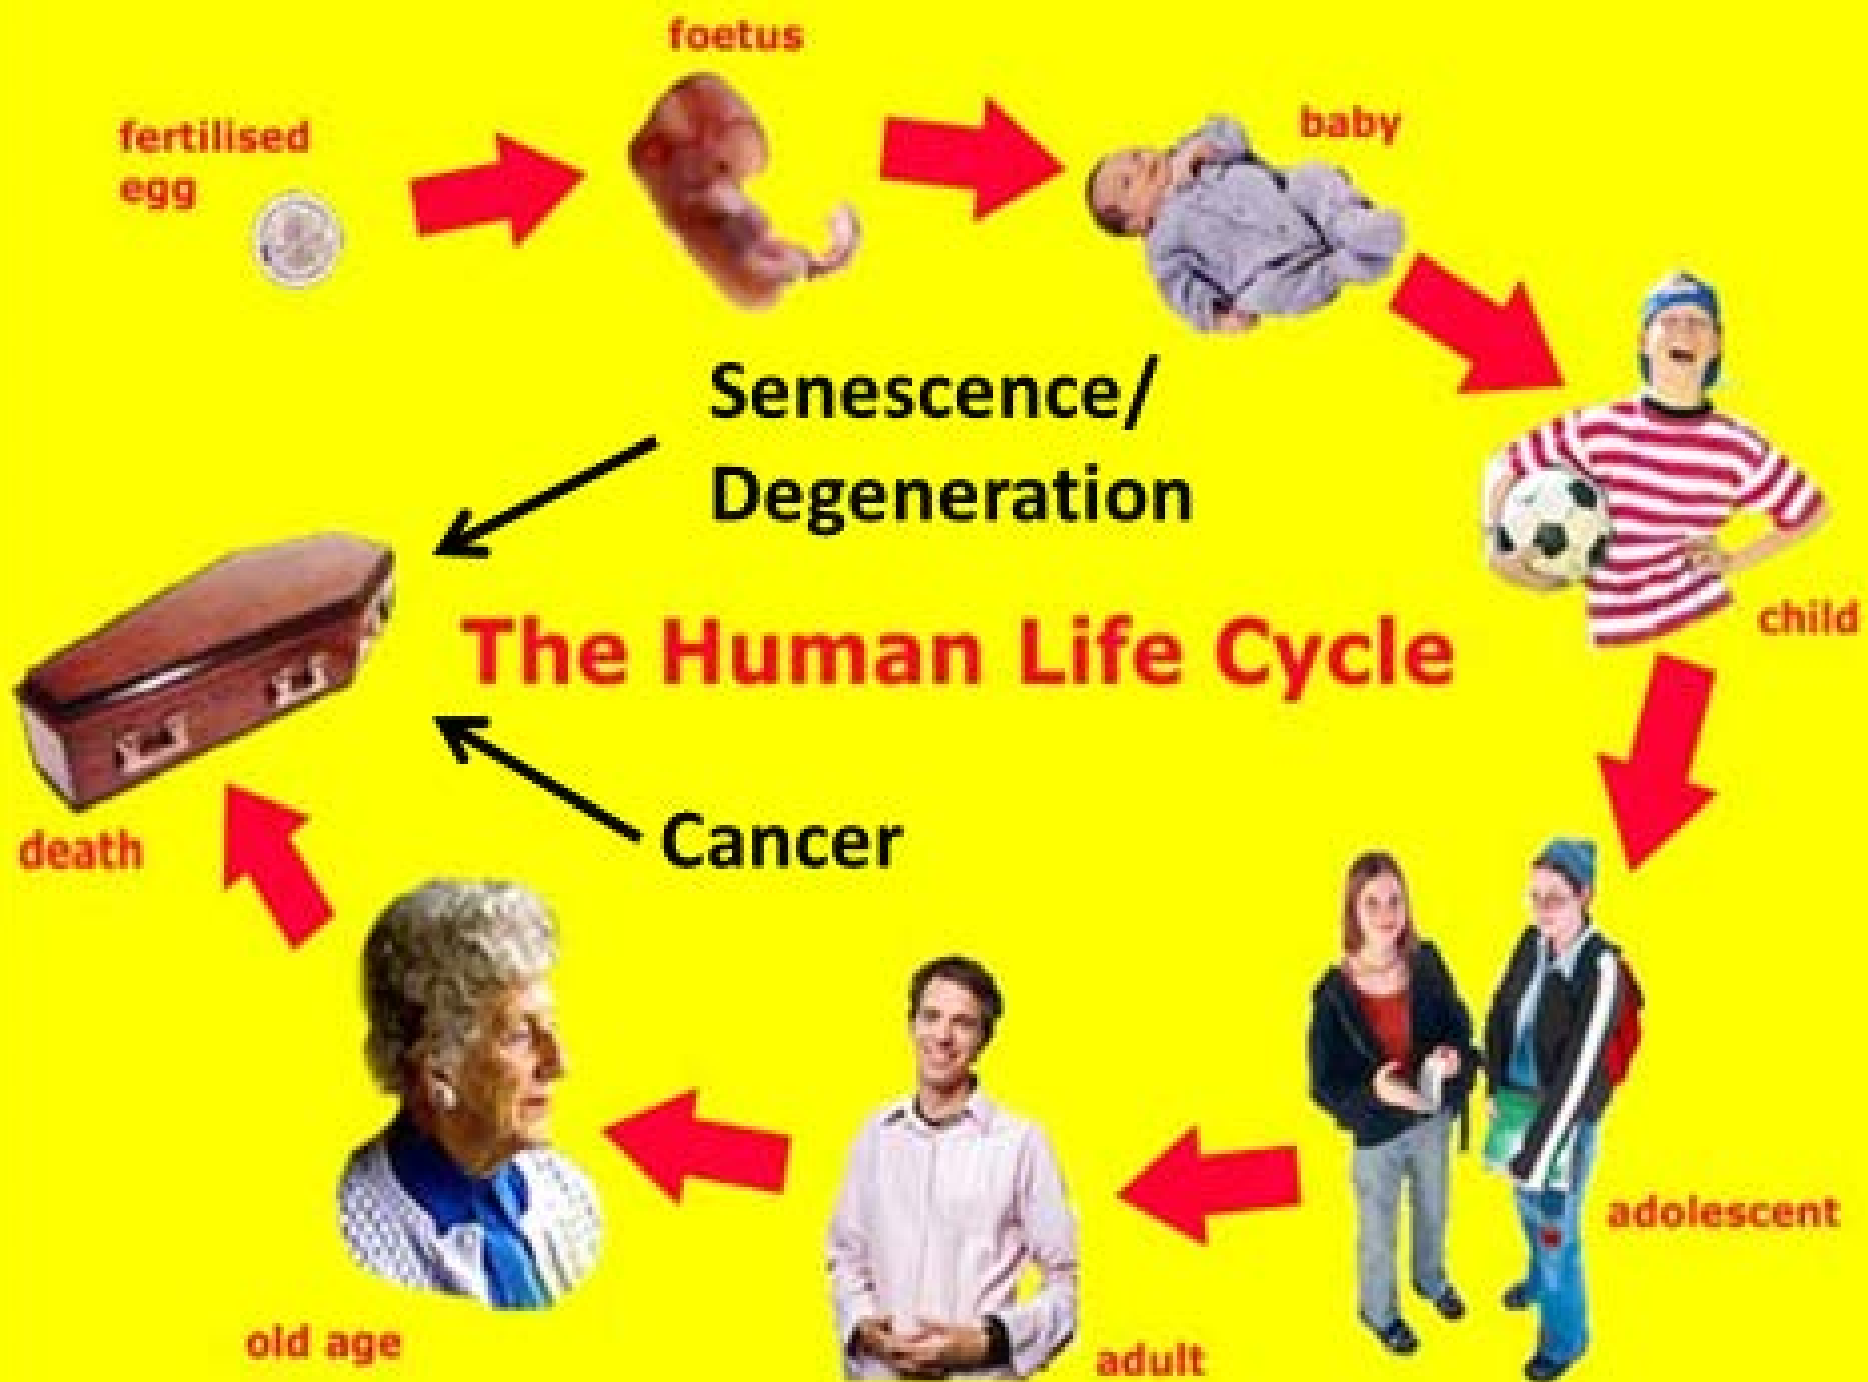 foetus
fertilised
egg
baby
Senescence/
Degeneration
The Human Life Cycle
child
Cancer
death
adolescent
old age
adult